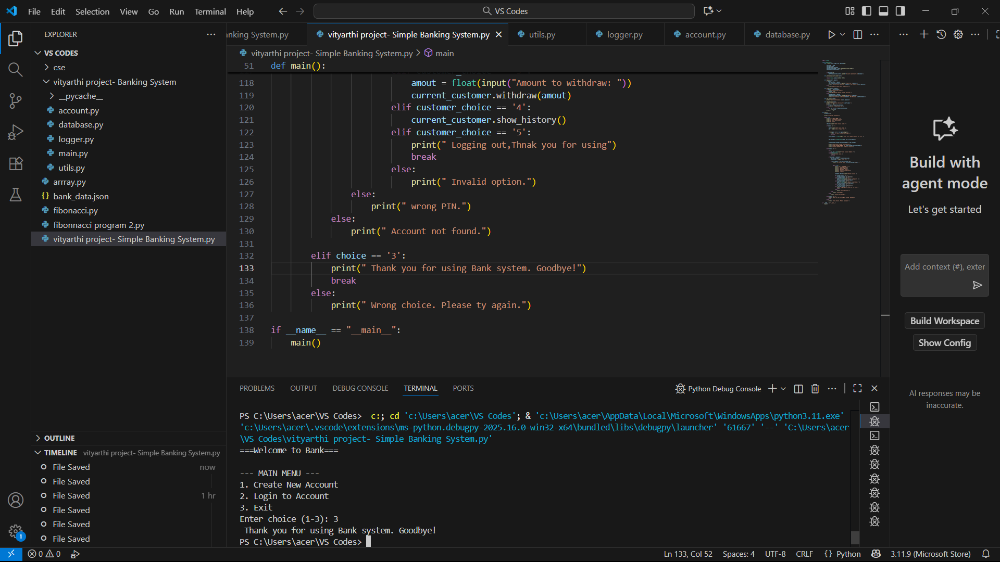 File Edit Selection View Go Run Terminal Help
VS Codes
EXPLORER
VS CODES
cse
vityarthi project- Banking System
__pycache__
account.py
database.py
logger.py
main.py
utils.py
arrray.py
bank_data.json
fibonacci.py
fibonnacci program 2.py
vityarthi project- Simple Banking System.py
OUTLINE
TIMELINE vityarthi project- Simple Banking System.py
File Saved now
File Saved
File Saved 1 hr
File Saved
File Saved
File Saved
nking System.py
vityarthi project- Simple Banking System.py
utils.py
logger.py
account.py
database.py
vityarthi project- Simple Banking System.py > main
51 def main():
118 amout = float(input("Amount to withdraw: "))
119 current_customer.withdraw(amout)
120 elif customer_choice == '4':
121 current_customer.show_history()
122 elif customer_choice == '5':
123 print(" Logging out,Thnak you for using")
124 break
125 else:
126 print(" Invalid option.")
127 else:
128 print(" wrong PIN.")
129 else:
130 print(" Account not found.")
131
132 elif choice == '3':
133 print(" Thank you for using Bank system. Goodbye!")
134 break
135 else:
136 print(" Wrong choice. Please ty again.")
137
138 if __name__ == "__main__":
139 main()
PROBLEMS OUTPUT DEBUG CONSOLE TERMINAL PORTS
Python Debug Console
PS C:\Users\acer\VS Codes> c:; cd 'c:\Users\acer\VS Codes'; & 'c:\Users\acer\AppData\Local\Microsoft\WindowsApps\python3.11.exe'
'c:\Users\acer\.vscode\extensions\ms-python.debugpy-2025.16.0-win32-x64\bundled\libs\debugpy\launcher' '61667' '--' 'C:\Users\acer
\VS Codes\vityarthi project- Simple Banking System.py'
===Welcome to Bank===
--- MAIN MENU ---
1. Create New Account
2. Login to Account
3. Exit
Enter choice (1-3): 3
Thank you for using Bank system. Goodbye!
PS C:\Users\acer\VS Codes>
Build with
agent mode
Let's get started
Add context (#), exter
Build Workspace
Show Config
AI responses may be
inaccurate.
1
0 0
Ln 133, Col 52 Spaces: 4 UTF-8 CRLF {} Python 3.11.9 (Microsoft Store)